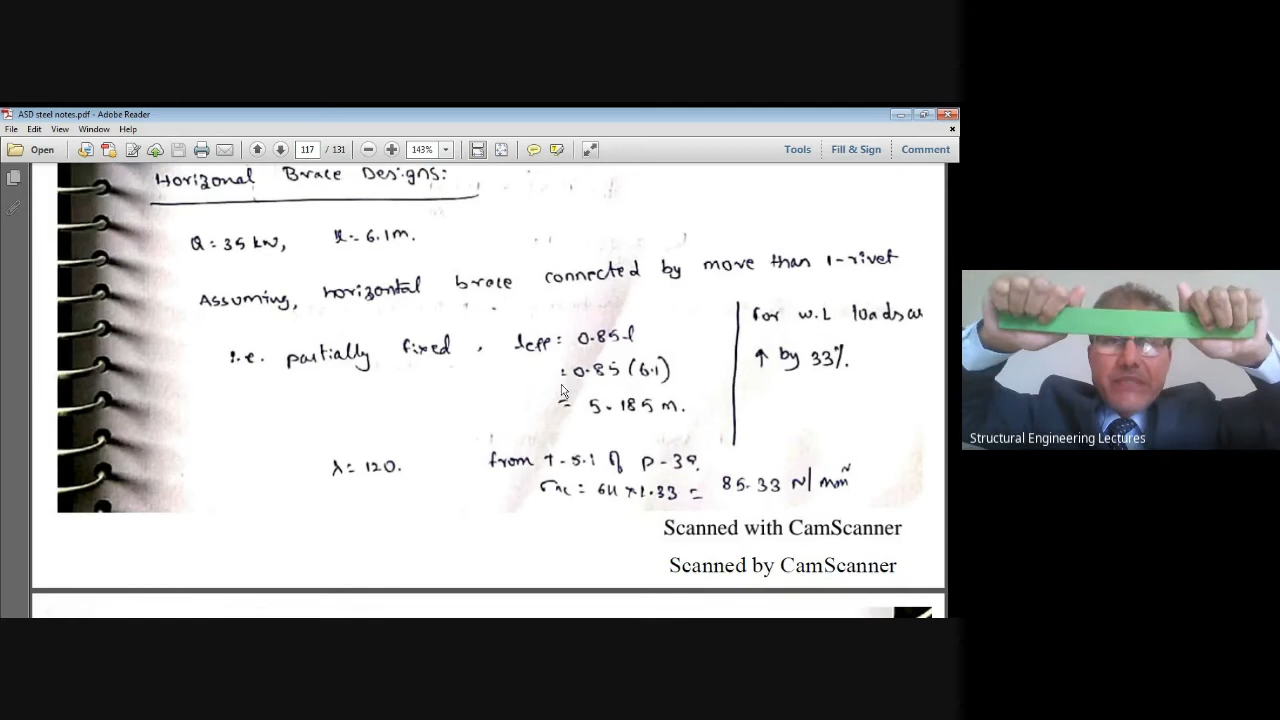 ASD steel notes.pdf - Adobe Reader
File Edit View Window Help
Open 117 / 131 143% Tools Fill & Sign Comment
Horizonal Brace Designs:
Q = 35 kN, l = 6.1m.
Assuming, horizontal brace connected by more than 1-rivet
i.e. partially fixed, leff = 0.85l
= 0.85 (6.1)
= 5.185 m.
for W.L loads
↑ by 33%.
λ = 120. from T-5.1 of P-39.
σac = 64 x 1.33 = 85.33 N/mm²
Scanned with CamScanner
Scanned by CamScanner
Structural Engineering Lectures